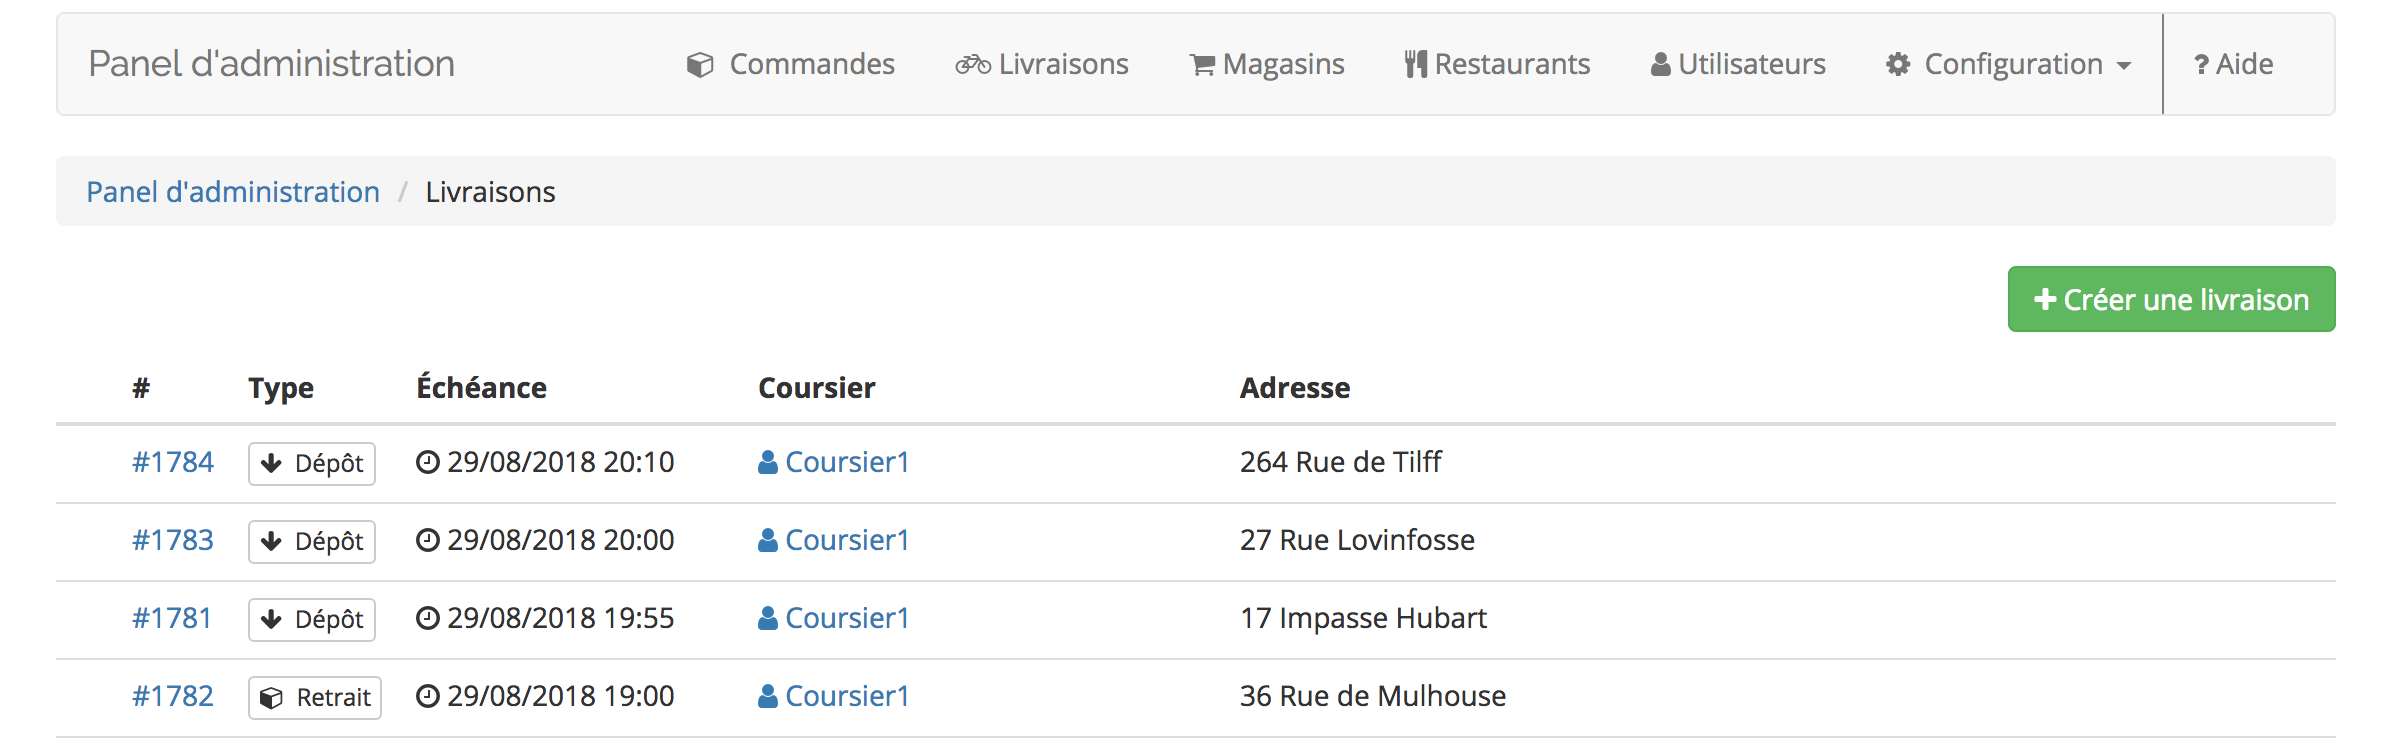 Panel d'administration Commandes Livraisons Magasins Restaurants Utilisateurs Configuration ? Aide
Panel d'administration / Livraisons
+ Créer une livraison
# Type Échéance Coursier Adresse
#1784 Dépôt 29/08/2018 20:10 Coursier1 264 Rue de Tilff
#1783 Dépôt 29/08/2018 20:00 Coursier1 27 Rue Lovinfosse
#1781 Dépôt 29/08/2018 19:55 Coursier1 17 Impasse Hubart
#1782 Retrait 29/08/2018 19:00 Coursier1 36 Rue de Mulhouse